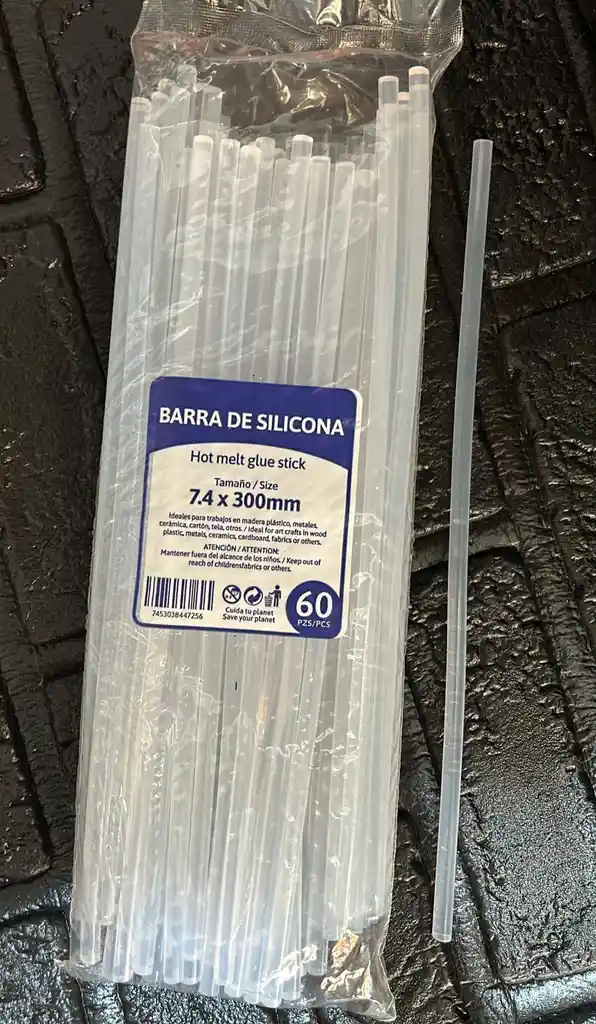 BARRA DE SILICONA
Hot melt glue stick
Tamaño / Size
7.4 x 300mm
Ideales para trabajos en madera plástico, metales,
cerámica, cartón, tela, otros. / Ideal for art crafts in wood
plastic, metals, ceramics, cardboard, fabrics or others.
ATENCIÓN / ATTENTION:
Mantener fuera del alcance de los niños. / Keep out of
reach of childrensfabrics or others.
7453038447256
Cuida tu planet
Save your planet
60
PZS/PCS